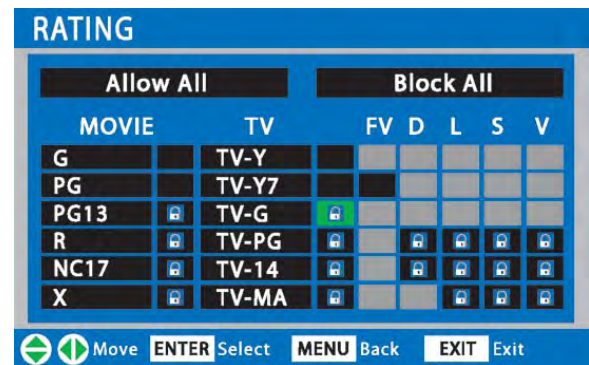 RATING
Allow All Block All
MOVIE TV FV D L S V
G TV-Y
PG TV-Y7
PG13 TV-G
R TV-PG
NC17 TV-14
X TV-MA
Move ENTER Select MENU Back EXIT Exit